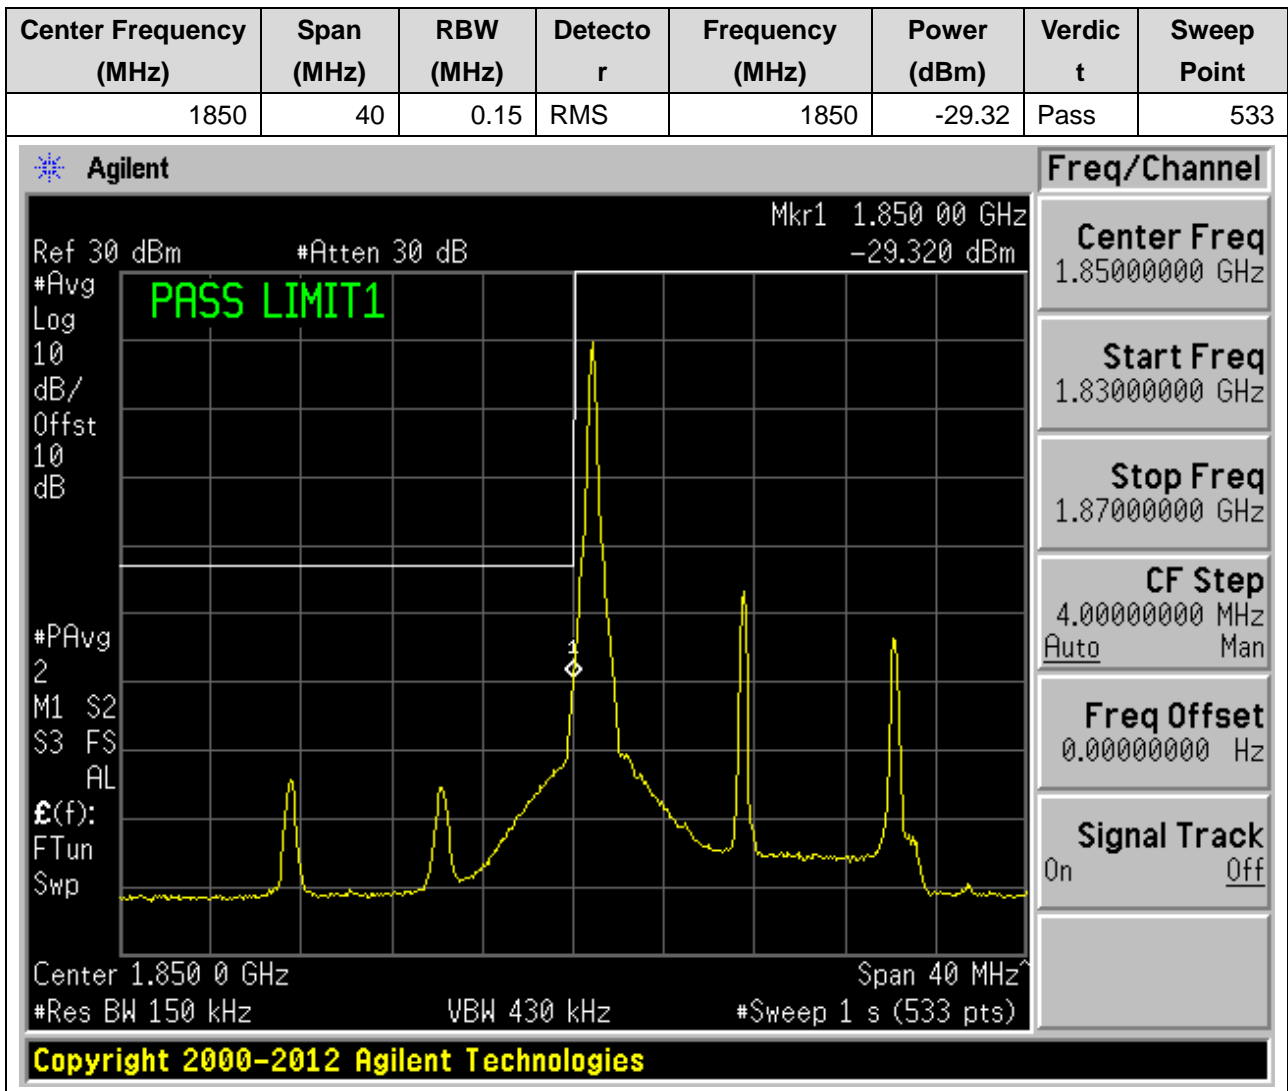 Center Frequency (MHz) Span (MHz) RBW (MHz) Detecto r Frequency (MHz) Power (dBm) Verdic t Sweep Point
1850 40 0.15 RMS 1850 -29.32 Pass 533
Agilent
Freq/Channel
Mkr1 1.850 00 GHz
Ref 30 dBm #Atten 30 dB -29.320 dBm
#Avg
Log
10
dB/
Offst
10
dB
PASS LIMIT1
1
#PAvg
2
M1 S2
S3 FS
AL
£(f):
FTun
Swp
Center 1.850 0 GHz Span 40 MHz^
#Res BW 150 kHz VBW 430 kHz #Sweep 1 s (533 pts)
Center Freq
1.85000000 GHz
Start Freq
1.83000000 GHz
Stop Freq
1.87000000 GHz
CF Step
4.00000000 MHz
Auto Man
Freq Offset
0.00000000 Hz
Signal Track
On Off
Copyright 2000-2012 Agilent Technologies